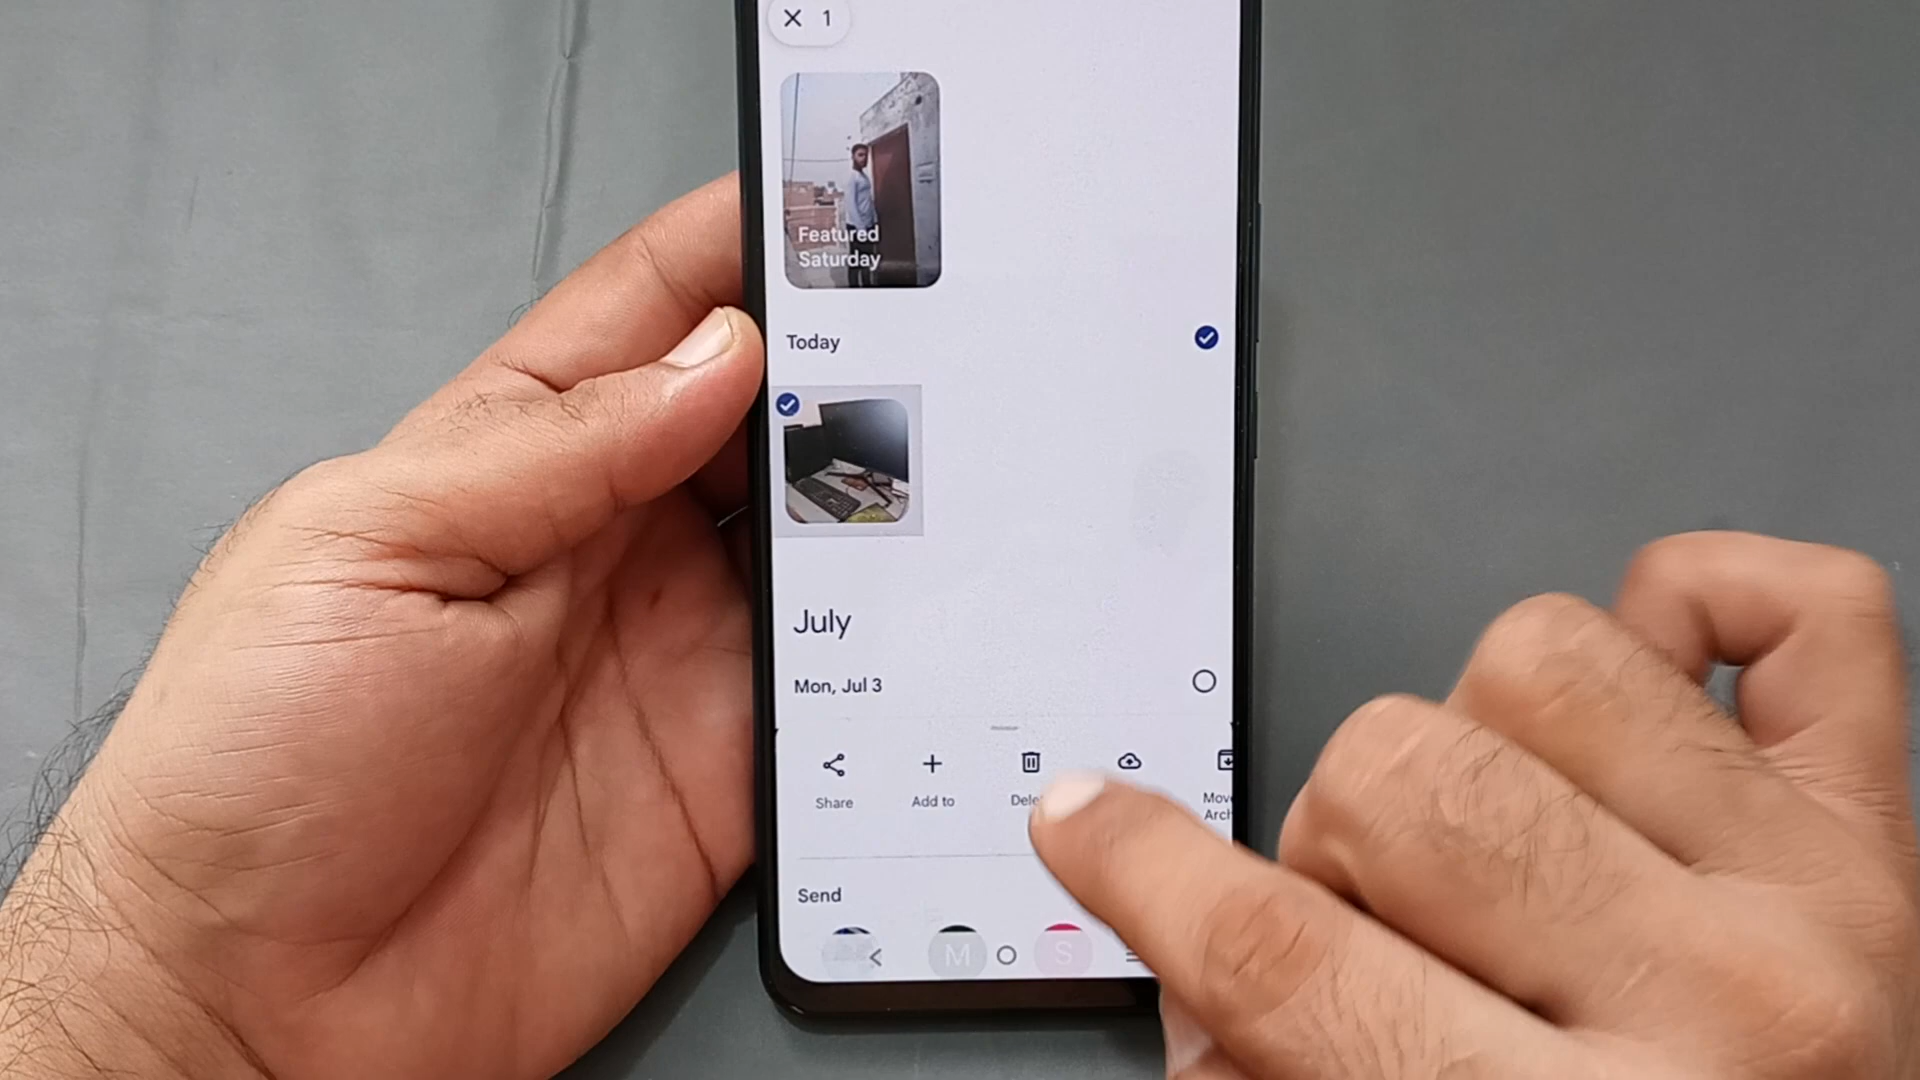 1
Featured
Saturday
Today
July
Mon, Jul 3
Share
Add to
Send
M
S